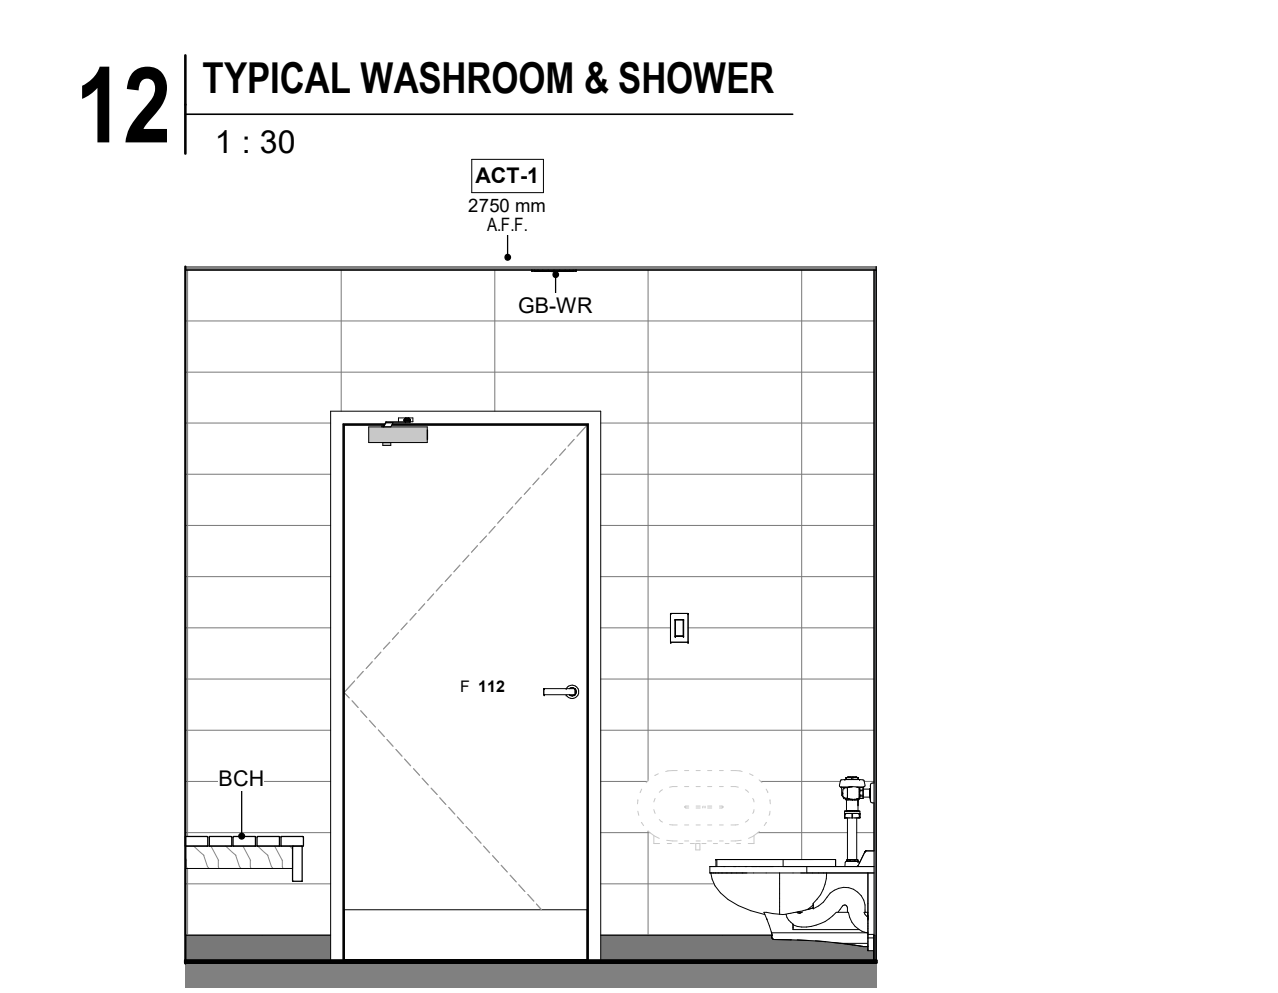 12
TYPICAL WASHROOM & SHOWER
1 : 30
ACT-1
2750 mm
A.F.F.
GB-WR
F 112
BCH